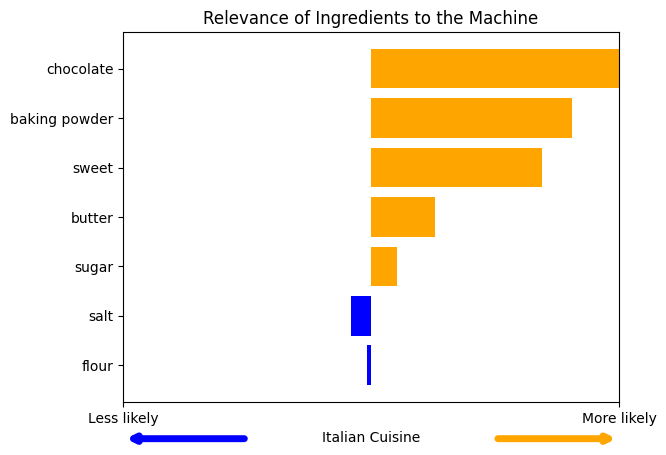 Relevance of Ingredients to the Machine
chocolate
baking powder
sweet
butter
sugar
salt
flour
Less likely
More likely
Italian Cuisine